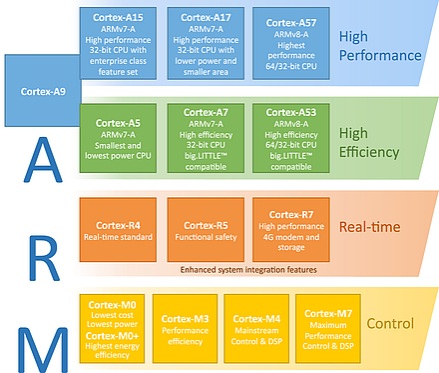 Cortex-A15
ARMv7-A
High performance
32-bit CPU with
enterprise class
feature set
Cortex-A17
ARMv7-A
High performance
32-bit CPU with
lower power and
smaller area
Cortex-A57
ARMv8-A
Highest
performance
64/32-bit CPU
High
Performance
Cortex-A9
A
Cortex-A5
ARMv7-A
Smallest and
lowest power CPU
Cortex-A7
ARMv7-A
High efficiency
32-bit CPU
big.LITTLE™
compatible
Cortex-A53
ARMv8-A
High efficiency
64/32-bit CPU
big.LITTLE™
compatible
High
Efficiency
R
Cortex-R4
Real-time standard
Cortex-R5
Functional safety
Cortex-R7
High performance
4G modem and
storage
Real-time
Enhanced system integration features
M
Cortex-M0
Lowest cost
Lowest power
Cortex-M0+
Highest energy
efficiency
Cortex-M3
Performance
efficiency
Cortex-M4
Mainstream
Control & DSP
Cortex-M7
Maximum
Performance
Control & DSP
Control